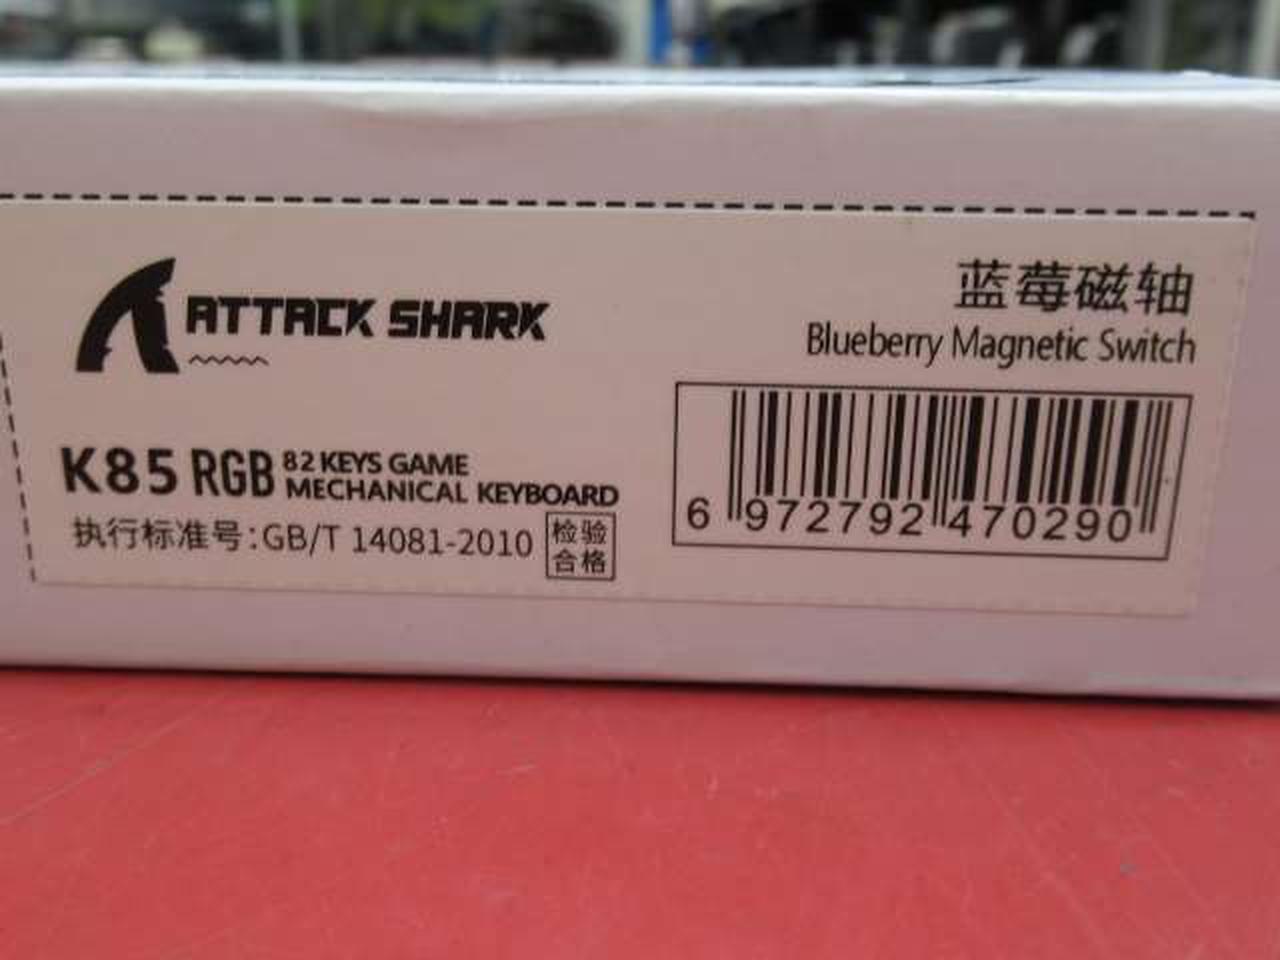 ATTACK SHARK
蓝莓磁轴
Blueberry Magnetic Switch
K85 RGB 82 KEYS GAME
MECHANICAL KEYBOARD
执行标准号:GB/T 14081-2010
检验
合格
6 972792 470290